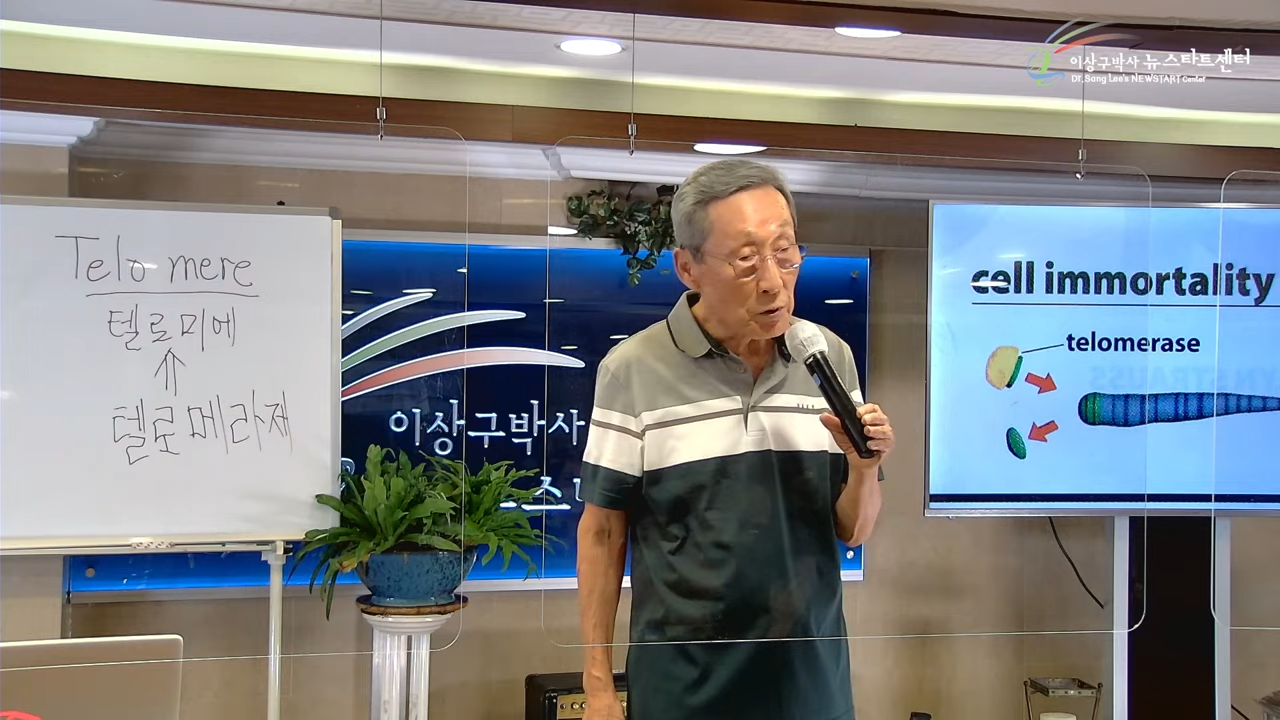 이상구박사 뉴스타트센터
Dr. Sang Lee's NEWSTART Center
Telo mere
텔로미에
텔로메라제
이상구박사
cell immortality
telomerase